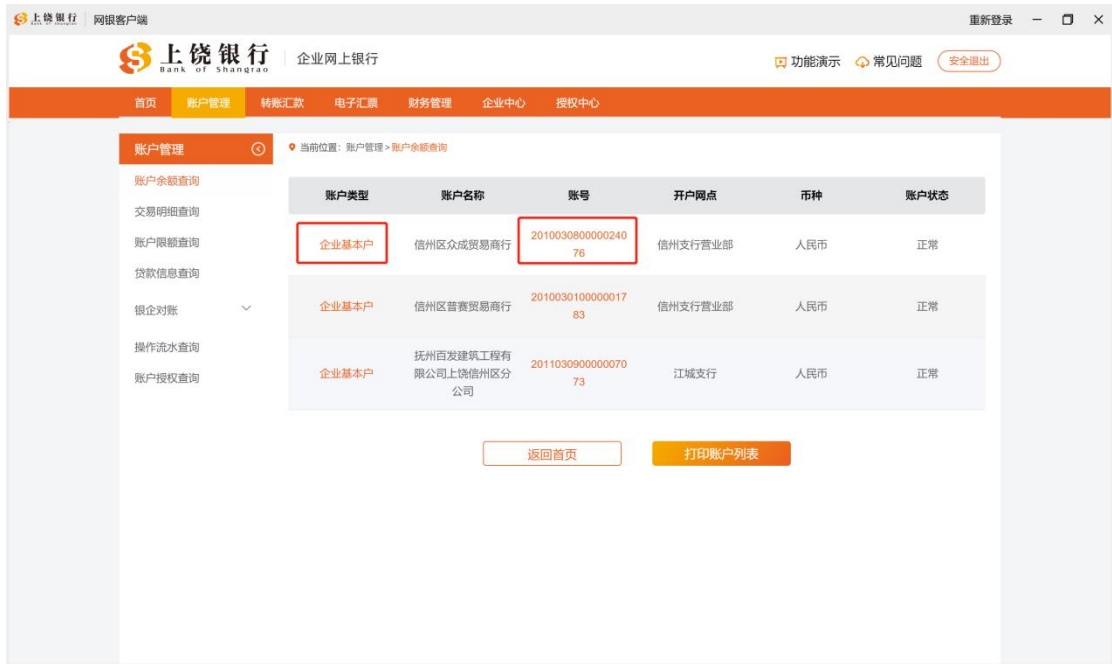 上饶银行 网银客户端 重新登录
Bank of Shangrao
上饶银行 企业网上银行 功能演示 常见问题 安全退出
Bank of Shangrao
首页 账户管理 转账汇款 电子汇票 财务管理 企业中心 授权中心
账户管理
当前位置：账户管理>账户余额查询
账户余额查询
交易明细查询
账户限额查询
贷款信息查询
银企对账
操作流水查询
账户授权查询
账户类型 账户名称 账号 开户网点 币种 账户状态
企业基本户 信州区众成贸易商行 2010030800000240
76 信州支行营业部 人民币 正常
企业基本户 信州区普赛贸易商行 2010030100000017
83 信州支行营业部 人民币 正常
企业基本户 抚州百发建筑工程有
限公司上饶信州区分
公司 2011030900000070
73 江城支行 人民币 正常
返回首页 打印账户列表